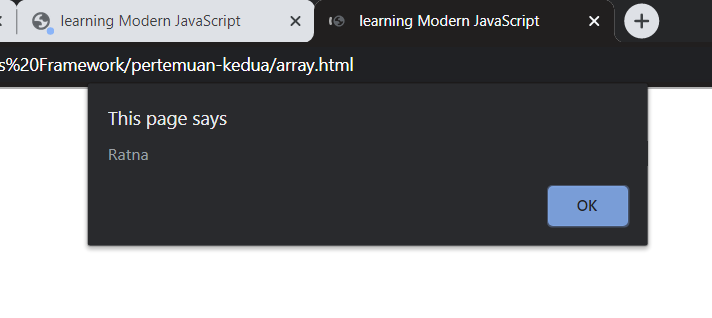 learning Modern JavaScript
learning Modern JavaScript
s%20Framework/pertemuan-kedua/array.html
This page says
Ratna
OK